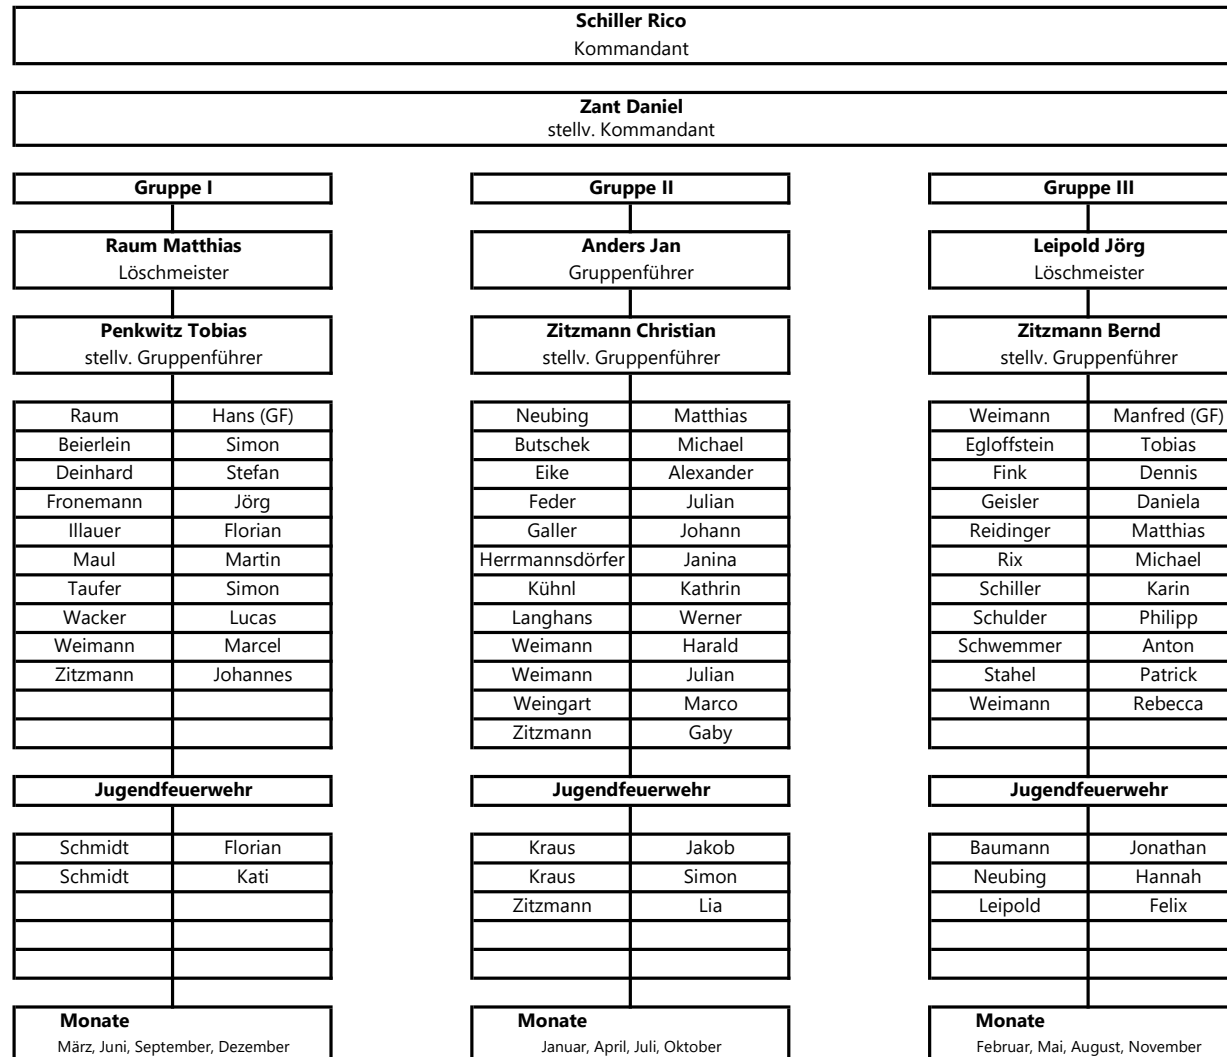 Schiller Rico
Kommandant
Zant Daniel
stellv. Kommandant
Gruppe I
Raum Matthias
Löschmeister
Penkwitz Tobias
stellv. Gruppenführer
Raum Hans (GF)
Beierlein Simon
Deinhard Stefan
Fronemann Jörg
Illauer Florian
Maul Martin
Taufer Simon
Wacker Lucas
Weimann Marcel
Zitzmann Johannes
Jugendfeuerwehr
Schmidt Florian
Schmidt Kati
Monate
März, Juni, September, Dezember
Gruppe II
Anders Jan
Gruppenführer
Zitzmann Christian
stellv. Gruppenführer
Neubing Matthias
Butschek Michael
Eike Alexander
Feder Julian
Galler Johann
Herrmannsdörfer Janina
Kühnl Kathrin
Langhans Werner
Weimann Harald
Weimann Julian
Weingart Marco
Zitzmann Gaby
Jugendfeuerwehr
Kraus Jakob
Kraus Simon
Zitzmann Lia
Monate
Januar, April, Juli, Oktober
Gruppe III
Leipold Jörg
Löschmeister
Zitzmann Bernd
stellv. Gruppenführer
Weimann Manfred (GF)
Egloffstein Tobias
Fink Dennis
Geisler Daniela
Reidinger Matthias
Rix Michael
Schiller Karin
Schulder Philipp
Schwemmer Anton
Stahel Patrick
Weimann Rebecca
Jugendfeuerwehr
Baumann Jonathan
Neubing Hannah
Leipold Felix
Monate
Februar, Mai, August, November